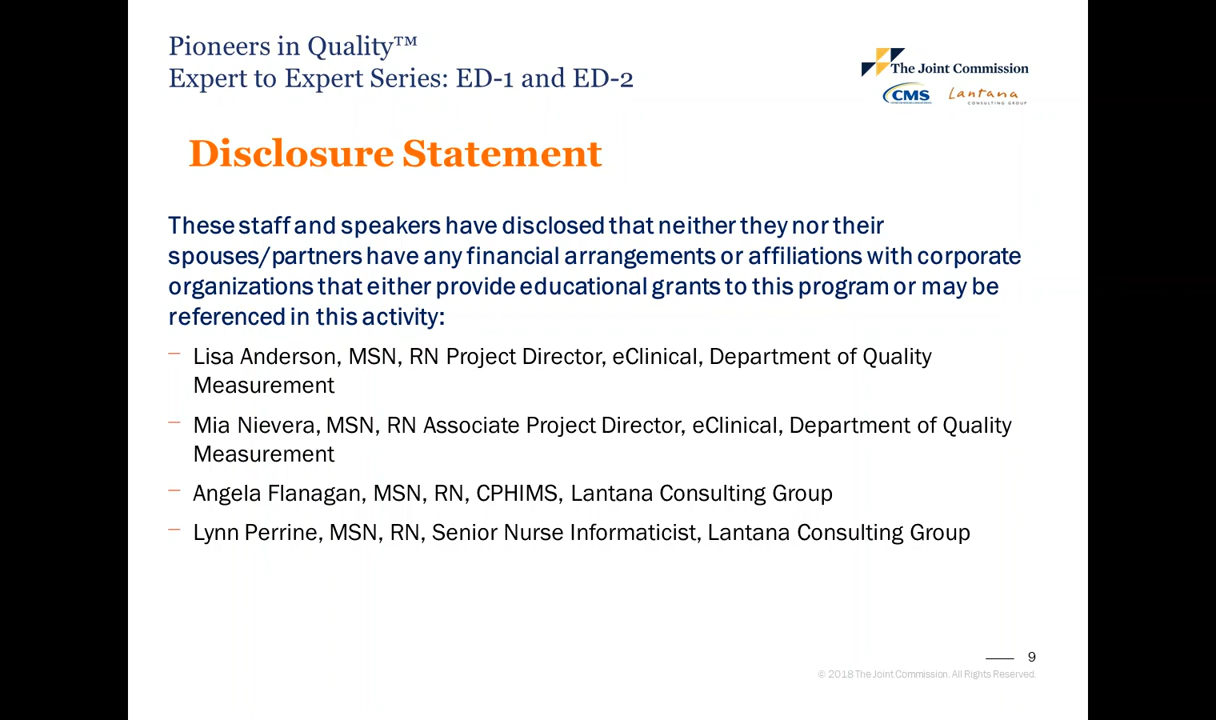 Pioneers in Quality™
Expert to Expert Series: ED-1 and ED-2
The Joint Commission
CMS
Lantana
CONSULTING GROUP
Disclosure Statement
These staff and speakers have disclosed that neither they nor their
spouses/partners have any financial arrangements or affiliations with corporate
organizations that either provide educational grants to this program or may be
referenced in this activity:
– Lisa Anderson, MSN, RN Project Director, eClinical, Department of Quality
Measurement
– Mia Nievera, MSN, RN Associate Project Director, eClinical, Department of Quality
Measurement
– Angela Flanagan, MSN, RN, CPHIMS, Lantana Consulting Group
– Lynn Perrine, MSN, RN, Senior Nurse Informaticist, Lantana Consulting Group
9
© 2018 The Joint Commission. All Rights Reserved.